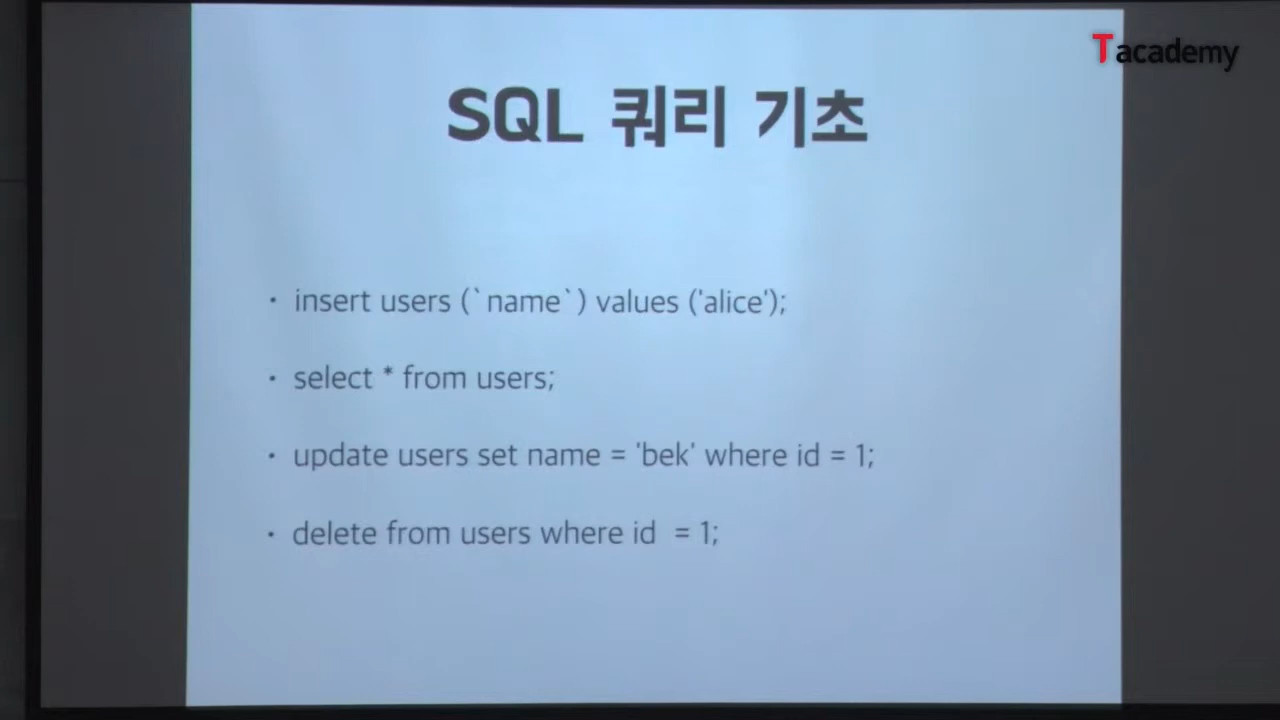 Tacademy
SQL 쿼리 기초
• insert users (`name`) values ('alice');
• select * from users;
• update users set name = 'bek' where id = 1;
• delete from users where id  = 1;